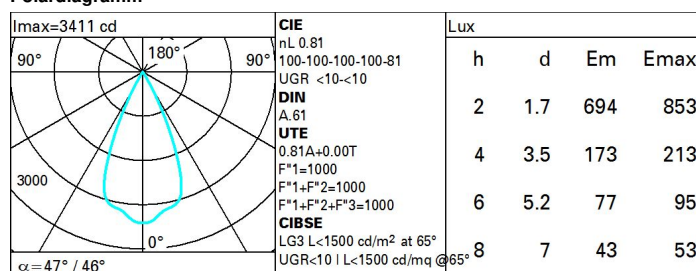 Imax=3411 cd
90°
180°
90°
3000
0°
α=47° / 46°
CIE
nL 0.81
100-100-100-100-81
UGR <10-<10
DIN
A.61
UTE
0.81A+0.00T
F"1=1000
F"1+F"2=1000
F"1+F"2+F"3=1000
CIBSE
LG3 L<1500 cd/m² at 65°
UGR<10 | L<1500 cd/mq @65°
Lux
h d Em Emax
2 1.7 694 853
4 3.5 173 213
6 5.2 77 95
8 7 43 53